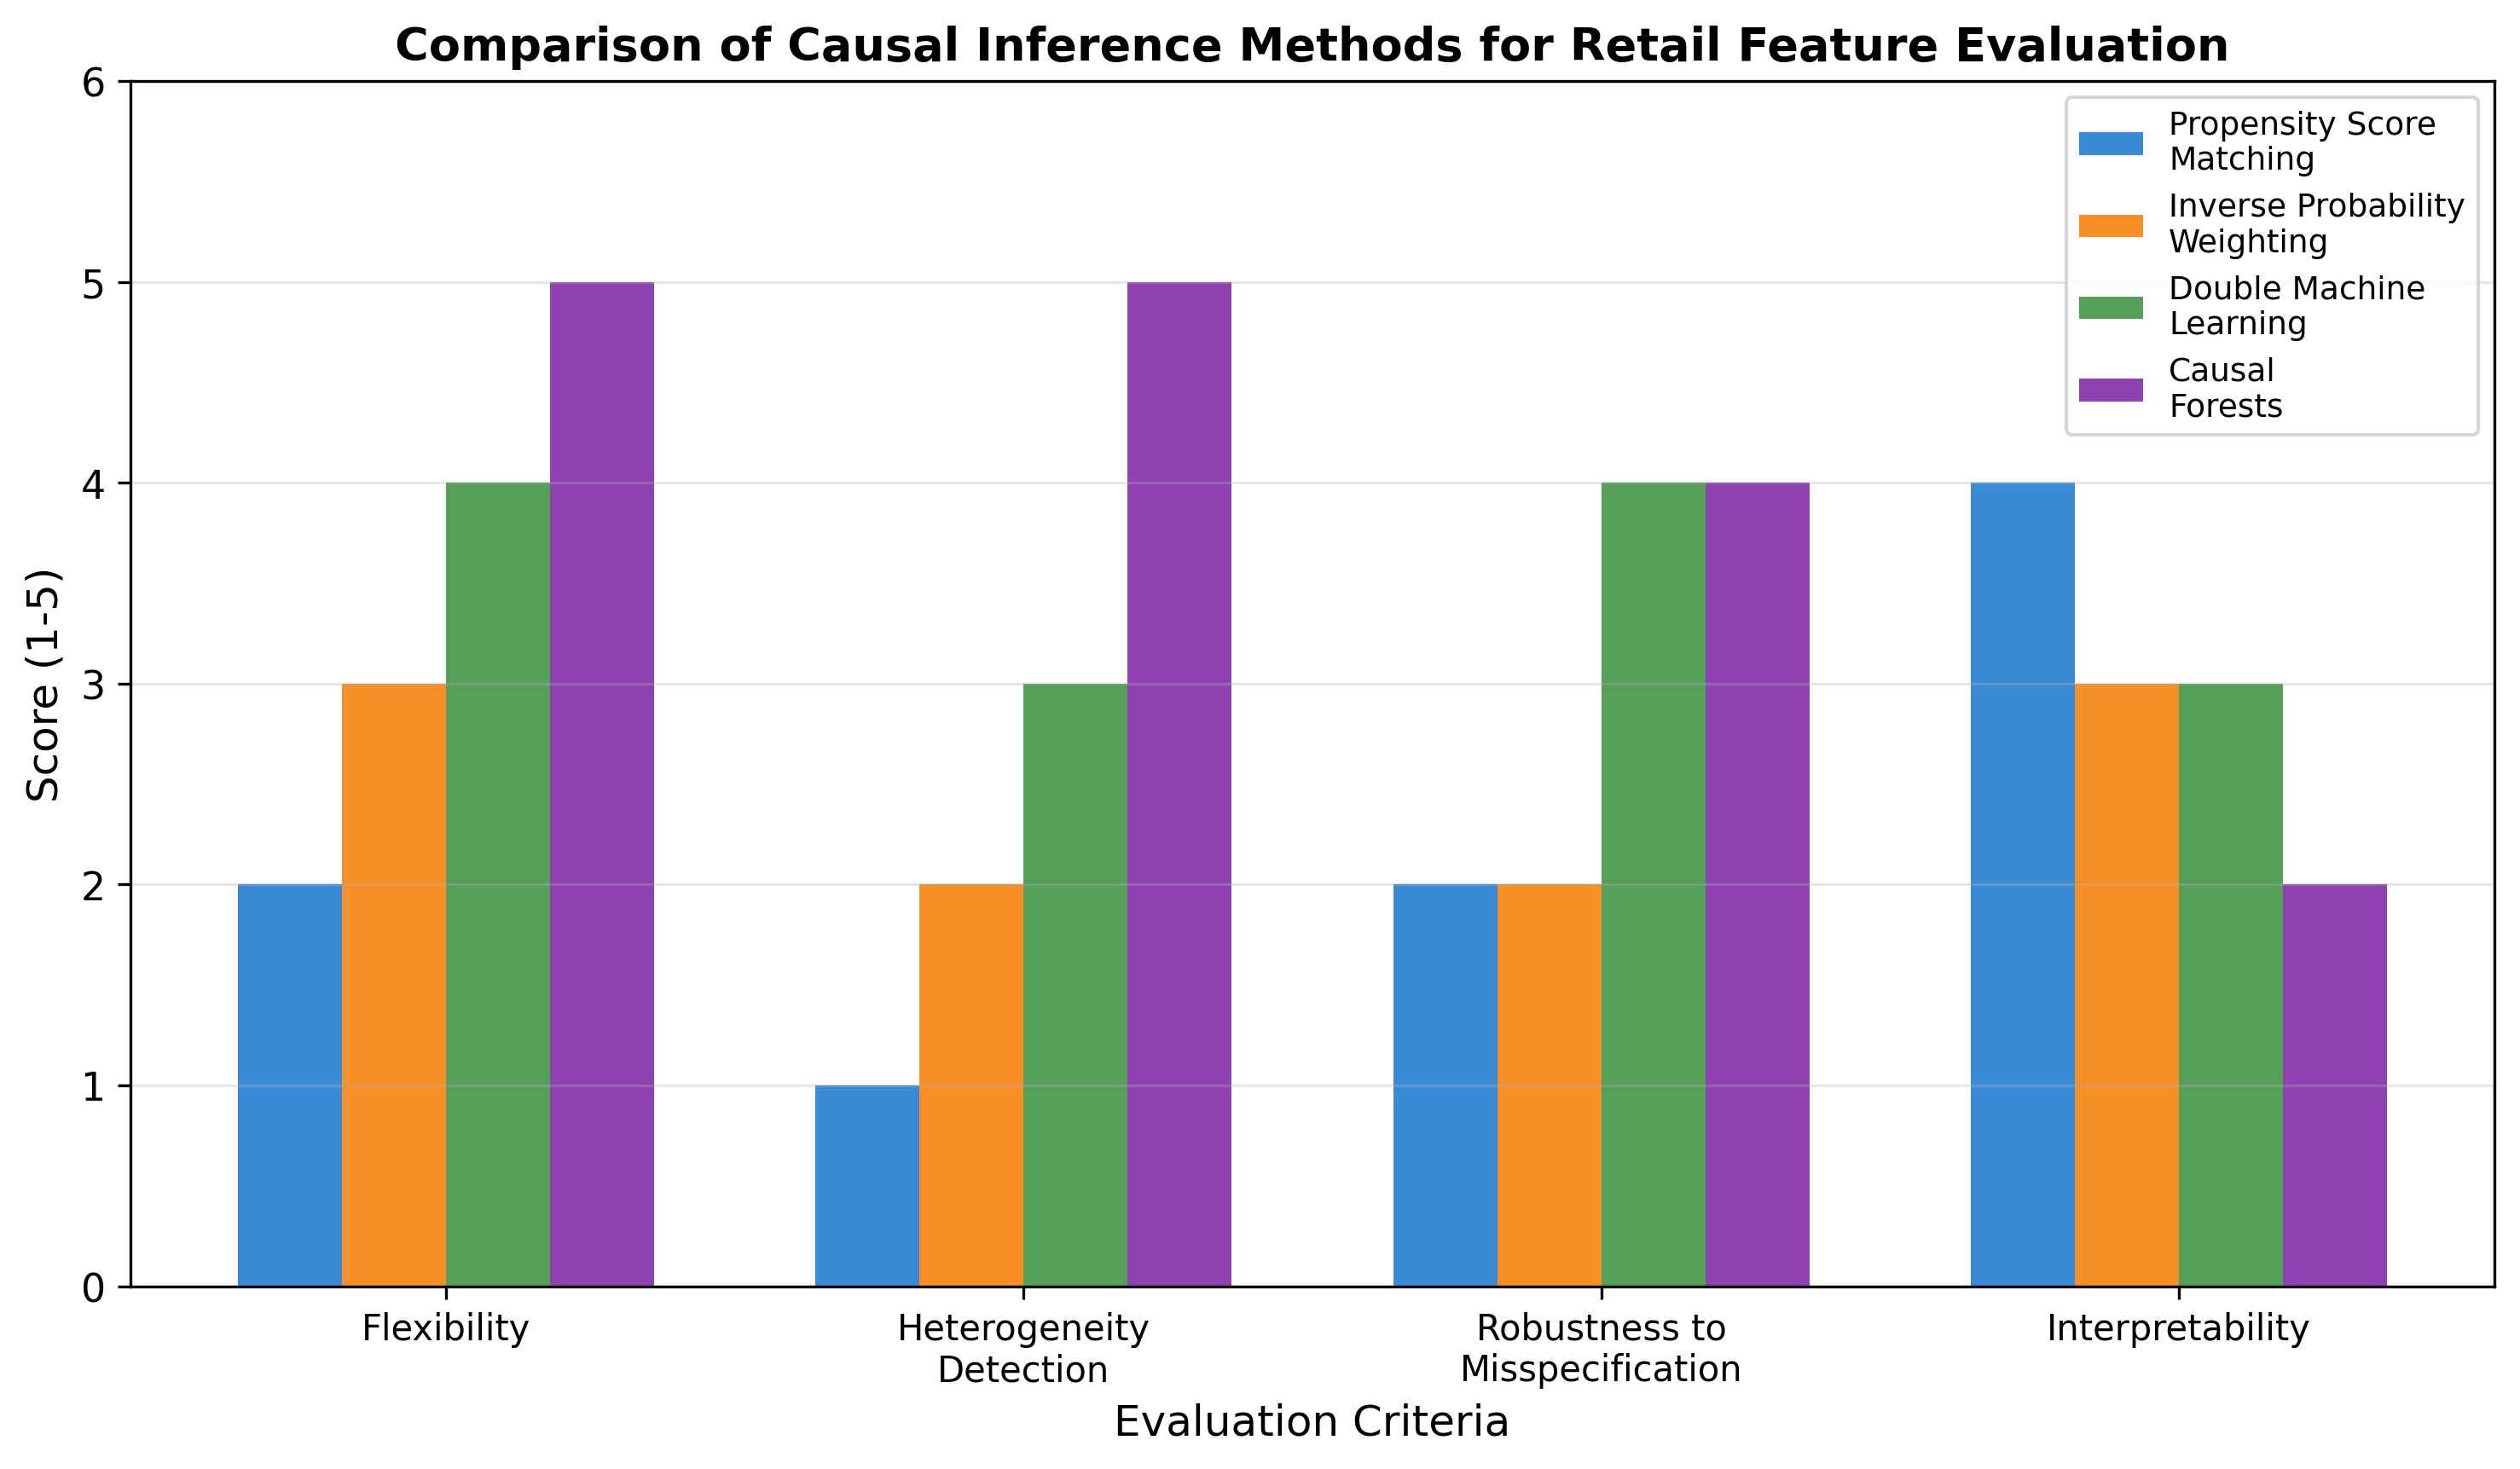 Comparison of Causal Inference Methods for Retail Feature Evaluation
6
5
4
3
2
1
0
Score (1-5)
Propensity Score
Matching
Inverse Probability
Weighting
Double Machine
Learning
Causal
Forests
Flexibility
Heterogeneity
Detection
Robustness to
Misspecification
Interpretability
Evaluation Criteria